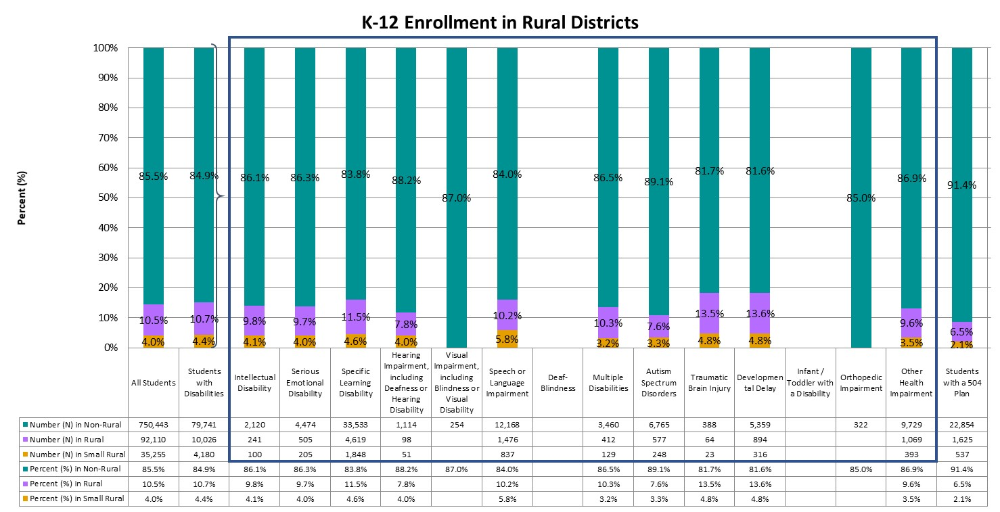 K-12 Enrollment in Rural Districts
Percent (%)
100%
90%
80%
70%
60%
50%
40%
30%
20%
10%
0%
85.5% 84.9% 86.1% 86.3% 83.8% 88.2% 87.0% 84.0% 86.5% 89.1% 81.7% 81.6% 85.0% 86.9% 91.4%
10.5% 10.7% 9.8% 9.7% 11.5% 7.8% 10.2% 10.3% 7.6% 13.5% 13.6% 9.6% 6.5%
4.0% 4.4% 4.1% 4.0% 4.6% 4.0% 5.8% 3.2% 3.3% 4.8% 4.8% 3.5% 2.1%
All Students
Students
with
Disabilities
Intellectual
Disability
Serious
Emotional
Disability
Specific
Learning
Disability
Hearing
Impairment,
including
Deafness or
Hearing
Disability
Visual
Impairment,
including
Blindness or
Visual
Disability
Speech or
Language
Impairment
Deaf-
Blindness
Multiple
Disabilities
Autism
Spectrum
Disorders
Traumatic
Brain Injury
Developmen
tal Delay
Infant /
Toddler with
a Disability
Orthopedic
Impairment
Other
Health
Impairment
Students
with a 504
Plan
Number (N) in Non-Rural 750,443 79,741 2,120 4,474 33,533 1,114 254 12,168 3,460 6,765 388 5,359 322 9,729 22,854
Number (N) in Rural 92,110 10,026 241 505 4,619 98 1,476 412 577 64 894 1,069 1,625
Number (N) in Small Rural 35,255 4,180 100 205 1,848 51 837 129 248 23 316 393 537
Percent (%) in Non-Rural 85.5% 84.9% 86.1% 86.3% 83.8% 88.2% 87.0% 84.0% 86.5% 89.1% 81.7% 81.6% 85.0% 86.9% 91.4%
Percent (%) in Rural 10.5% 10.7% 9.8% 9.7% 11.5% 7.8% 10.2% 10.3% 7.6% 13.5% 13.6% 9.6% 6.5%
Percent (%) in Small Rural 4.0% 4.4% 4.1% 4.0% 4.6% 4.0% 5.8% 3.2% 3.3% 4.8% 4.8% 3.5% 2.1%